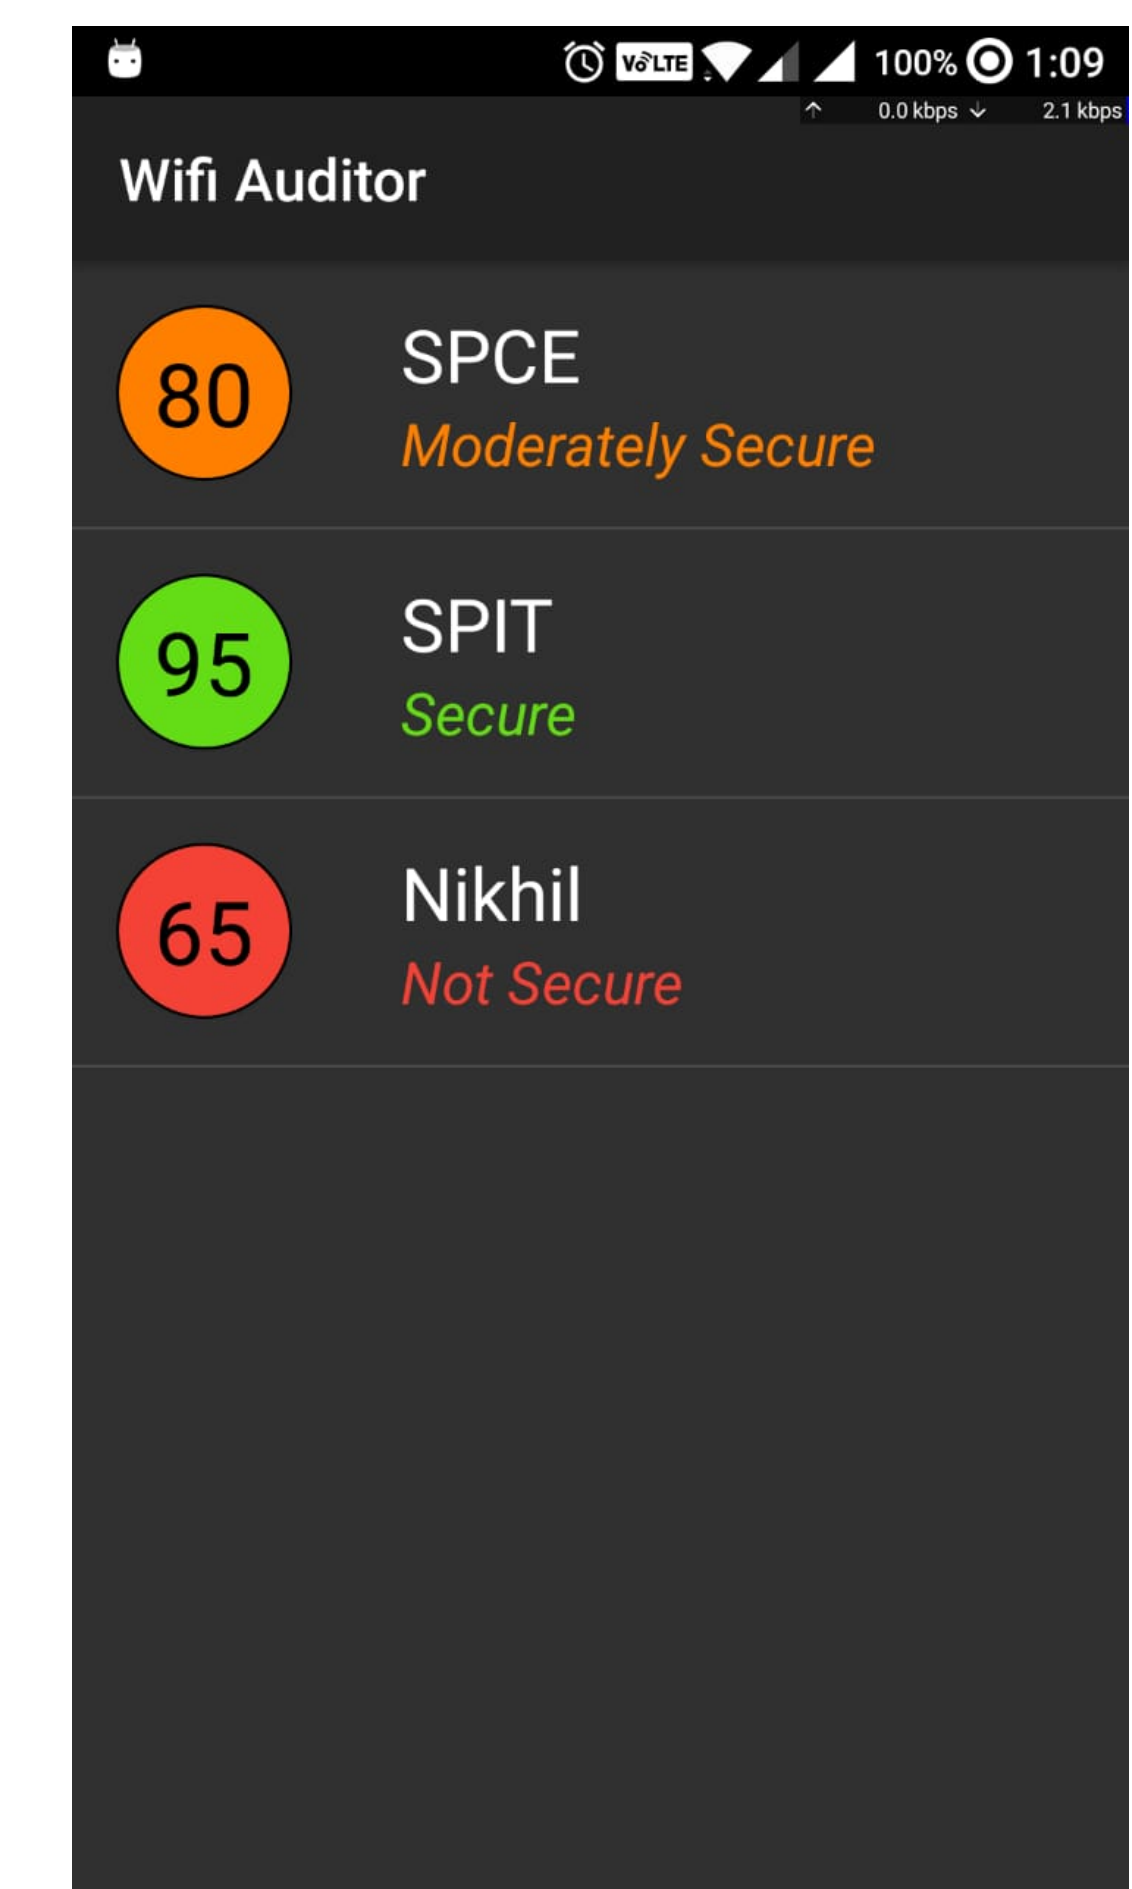 VoLTE 100% 1:09
↑ 0.0 kbps ↓ 2.1 kbps
Wifi Auditor
80
SPCE
Moderately Secure
95
SPIT
Secure
65
Nikhil
Not Secure